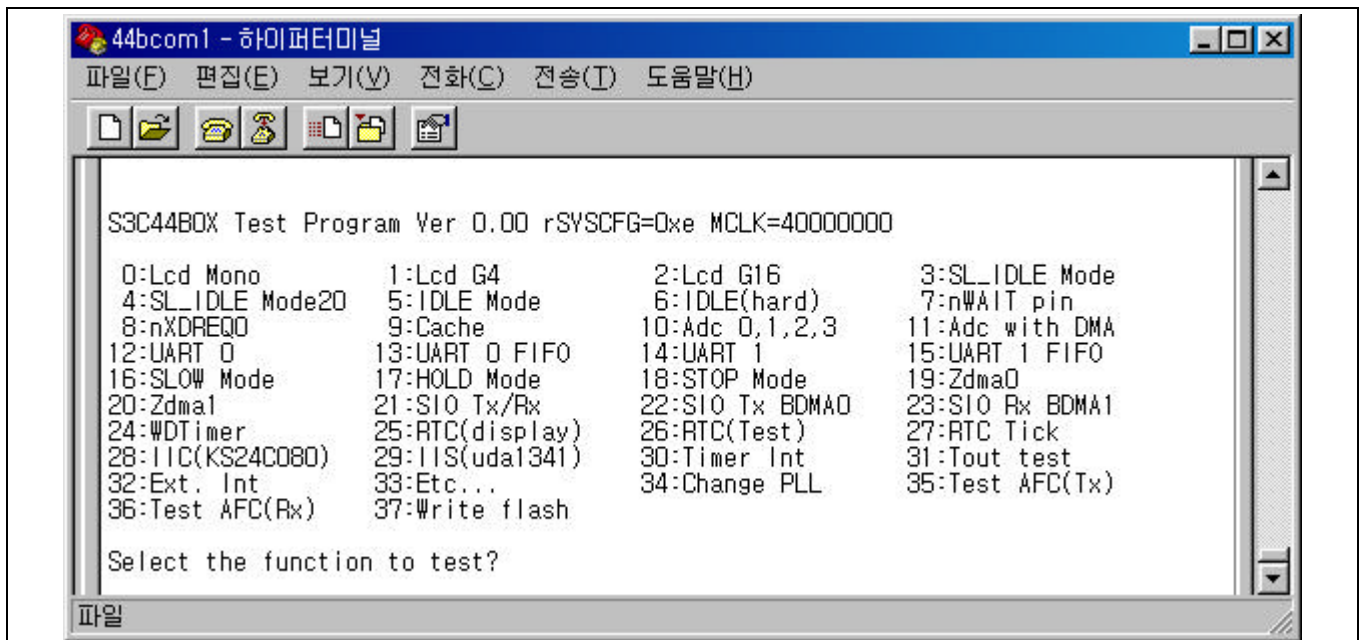 44bcom1 - 하이퍼터미널
파일(F) 편집(E) 보기(V) 전화(C) 전송(T) 도움말(H)
S3C44B0X Test Program Ver 0.00 rSYSCFG=0xe MCLK=40000000
0:Lcd Mono 1:Lcd G4 2:Lcd G16 3:SL_IDLE Mode
4:SL_IDLE Mode20 5:IDLE Mode 6:IDLE(hard) 7:n₩AIT pin
8:nXDREQ0 9:Cache 10:Adc 0,1,2,3 11:Adc with DMA
12:UART 0 13:UART 0 FIFO 14:UART 1 15:UART 1 FIFO
16:SLOW Mode 17:HOLD Mode 18:STOP Mode 19:Zdma0
20:Zdma1 21:SIO Tx/Rx 22:SIO Tx BDMA0 23:SIO Rx BDMA1
24:WDTimer 25:RTC(display) 26:RTC(Test) 27:RTC Tick
28:IIC(KS24C080) 29:IIS(uda1341) 30:Timer Int 31:Tout test
32:Ext. Int 33:Etc... 34:Change PLL 35:Test AFC(Tx)
36:Test AFC(Rx) 37:Write flash
Select the function to test?
파일